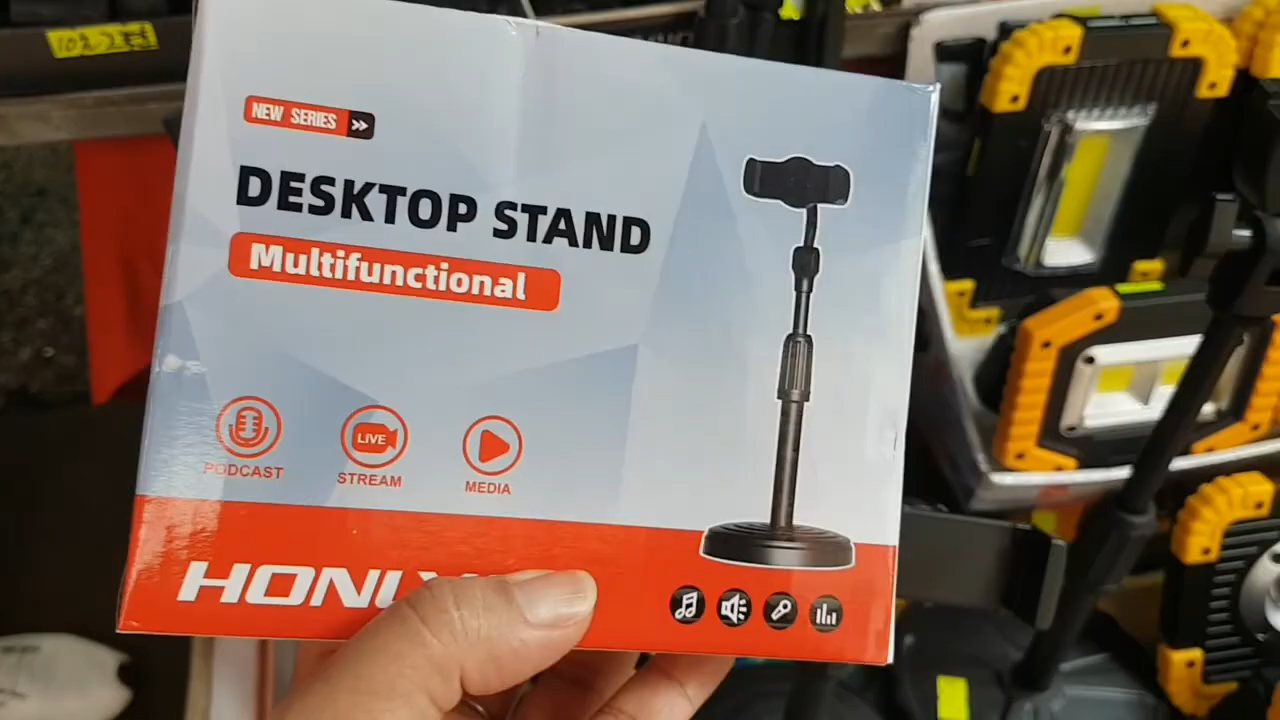 NEW SERIES
DESKTOP STAND
Multifunctional
PODCAST
LIVE
STREAM
MEDIA